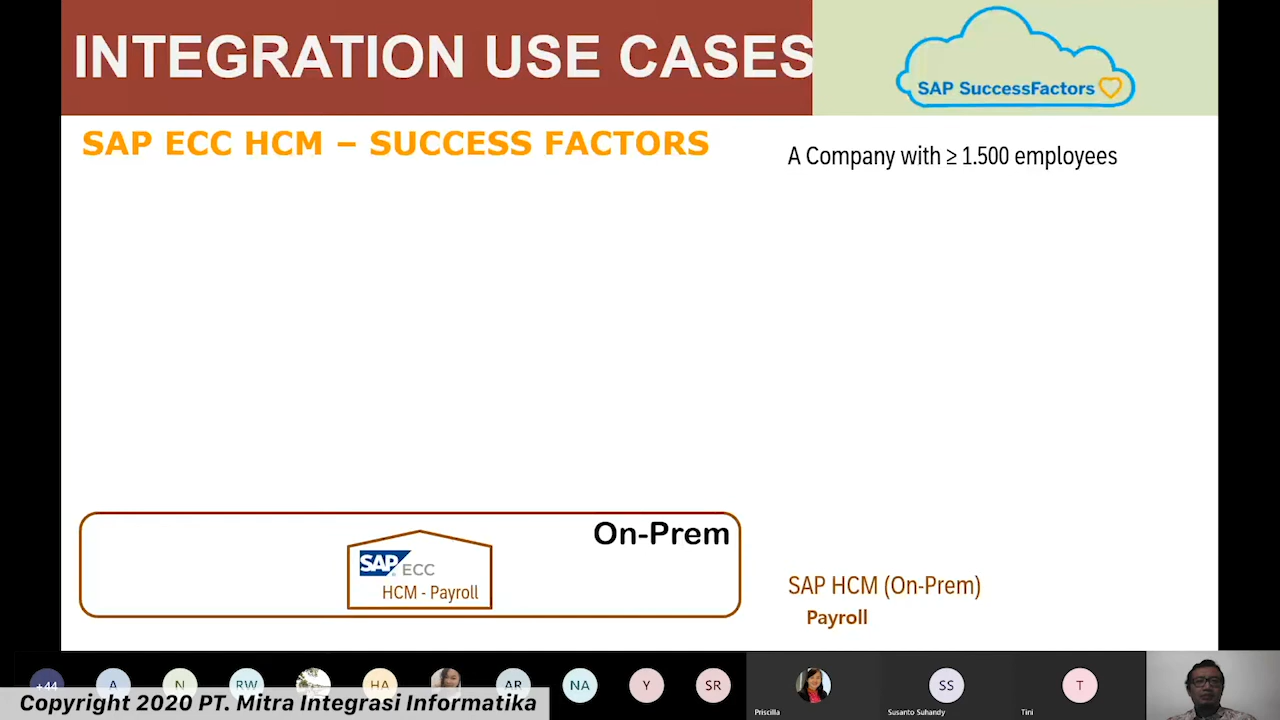 INTEGRATION USE CASES
SAP SuccessFactors
SAP ECC HCM – SUCCESS FACTORS
A Company with ≥ 1.500 employees
On-Prem
SAP ECC
HCM - Payroll
SAP HCM (On-Prem)
Payroll
+44
A
N
RW
HA
AR
NA
Y
SR
SS
T
Priscilla
Susanto Suhandy
Tini
Copyright 2020 PT. Mitra Integrasi Informatika